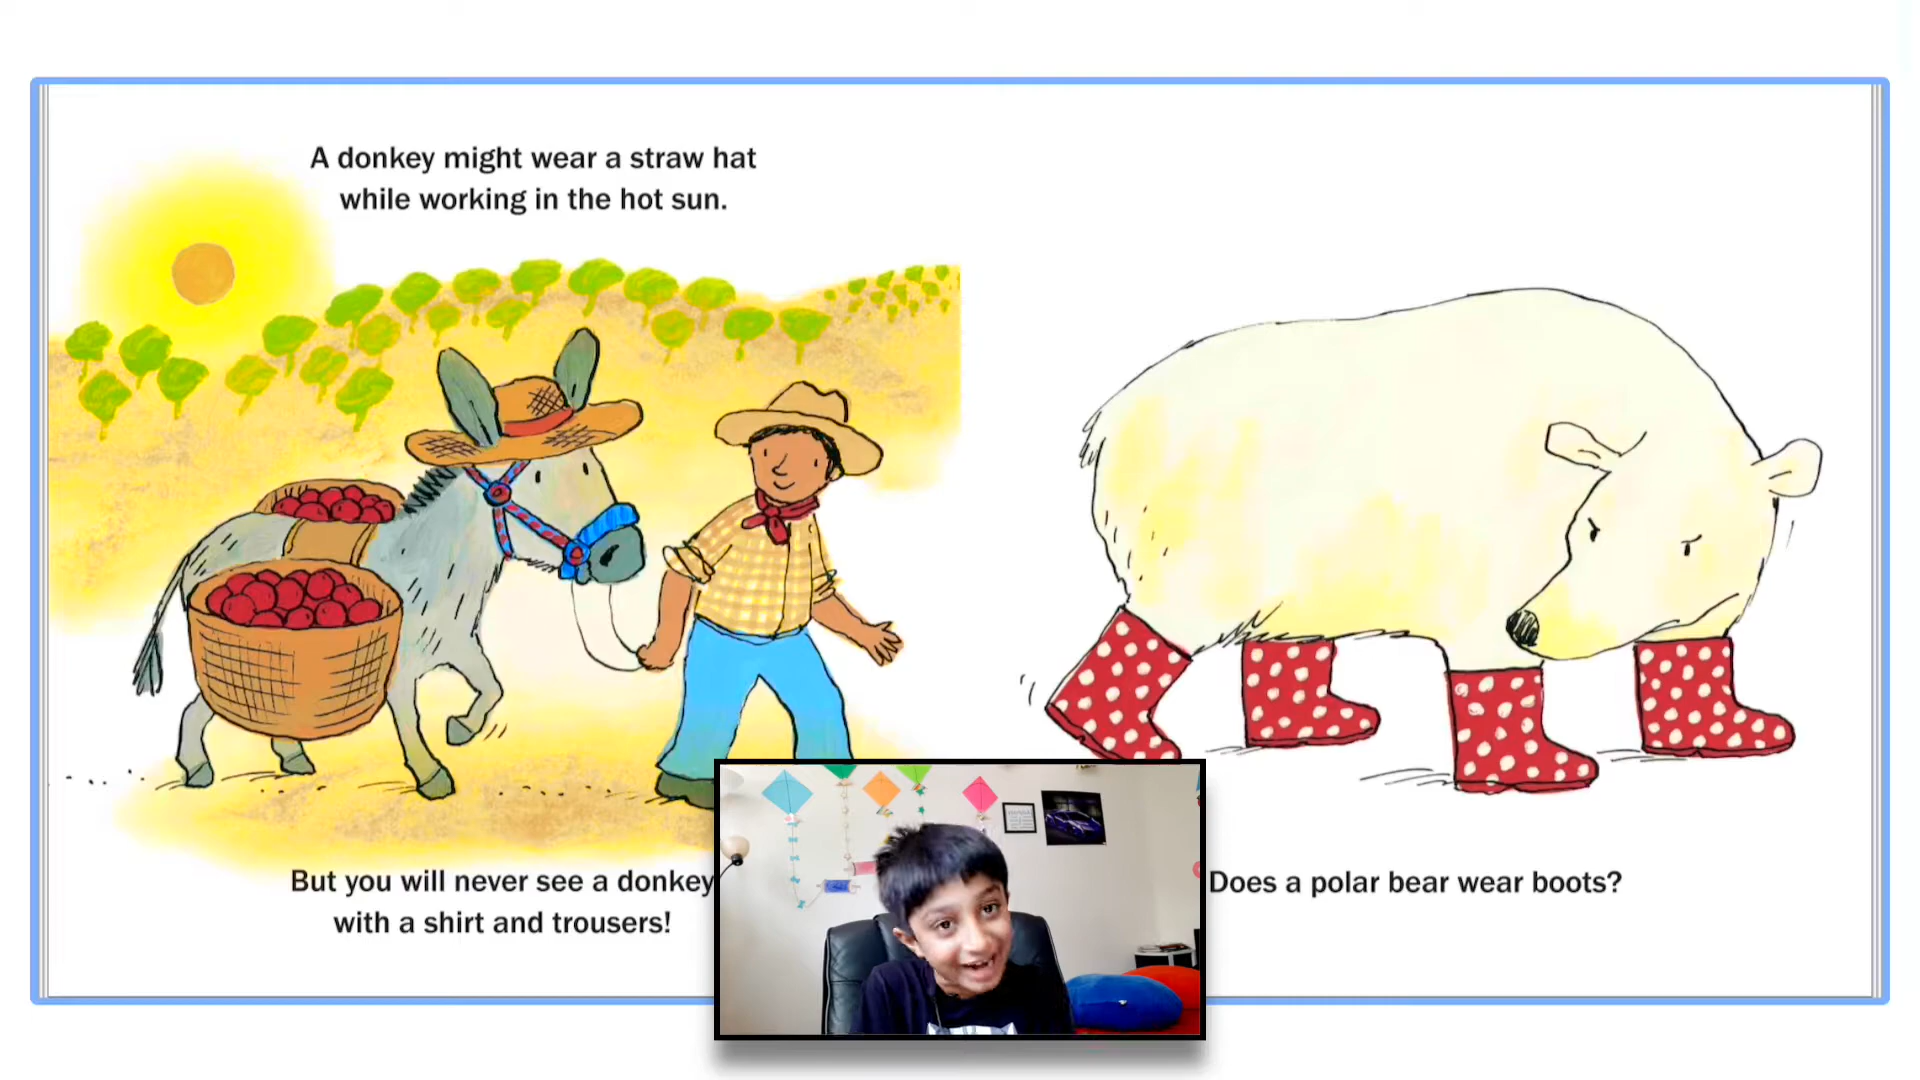 A donkey might wear a straw hat
while working in the hot sun.
But you will never see a donkey
with a shirt and trousers!
Does a polar bear wear boots?